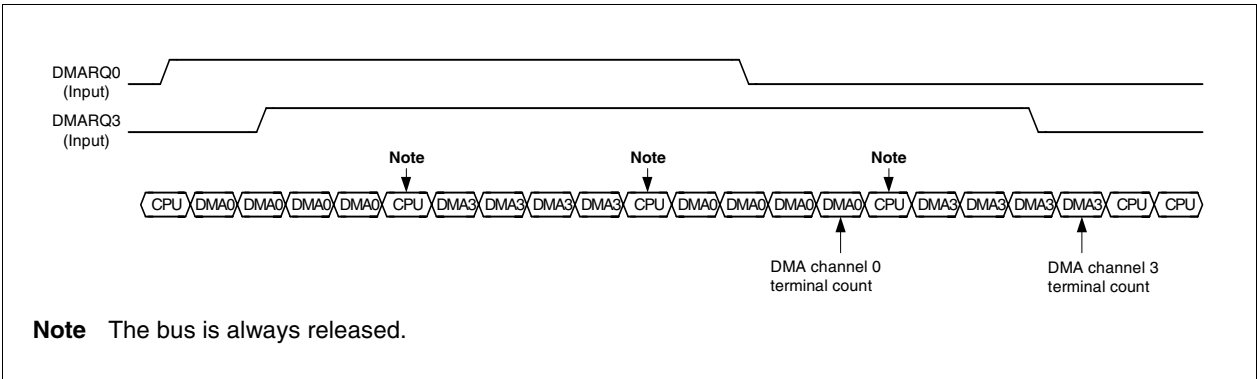 DMARQ0
(Input)
DMARQ3
(Input)
Note Note Note
CPU DMA0 DMA0 DMA0 DMA0 CPU DMA3 DMA3 DMA3 DMA3 CPU DMA0 DMA0 DMA0 DMA0 CPU DMA3 DMA3 DMA3 DMA3 CPU CPU
DMA channel 0
terminal count
DMA channel 3
terminal count
Note The bus is always released.